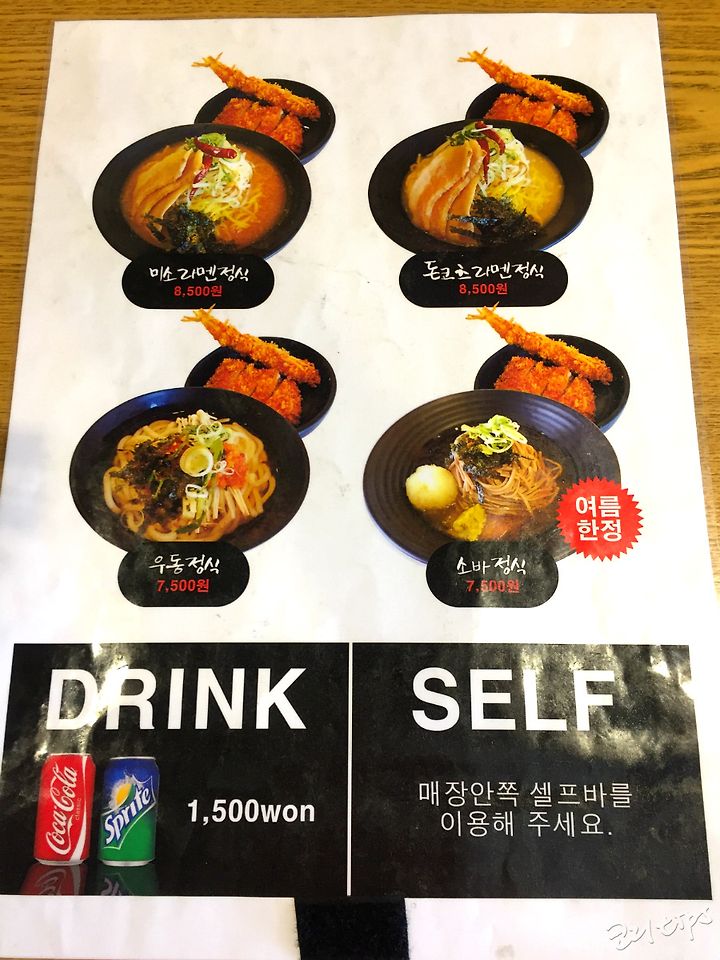 미소라멘정식
8,500원
돈코츠라멘정식
8,500원
우동정식
7,500원
소바정식
7,500원
여름
한정
DRINK
Coca-Cola
classic
Sprite
1,500won
SELF
매장안쪽 셀프바를
이용해 주세요.